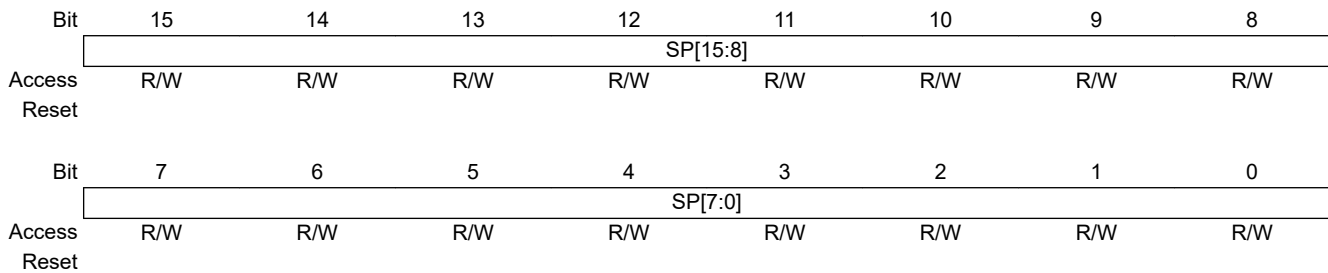 Bit 15 14 13 12 11 10 9 8
SP[15:8]
Access R/W R/W R/W R/W R/W R/W R/W R/W
Reset
Bit 7 6 5 4 3 2 1 0
SP[7:0]
Access R/W R/W R/W R/W R/W R/W R/W R/W
Reset